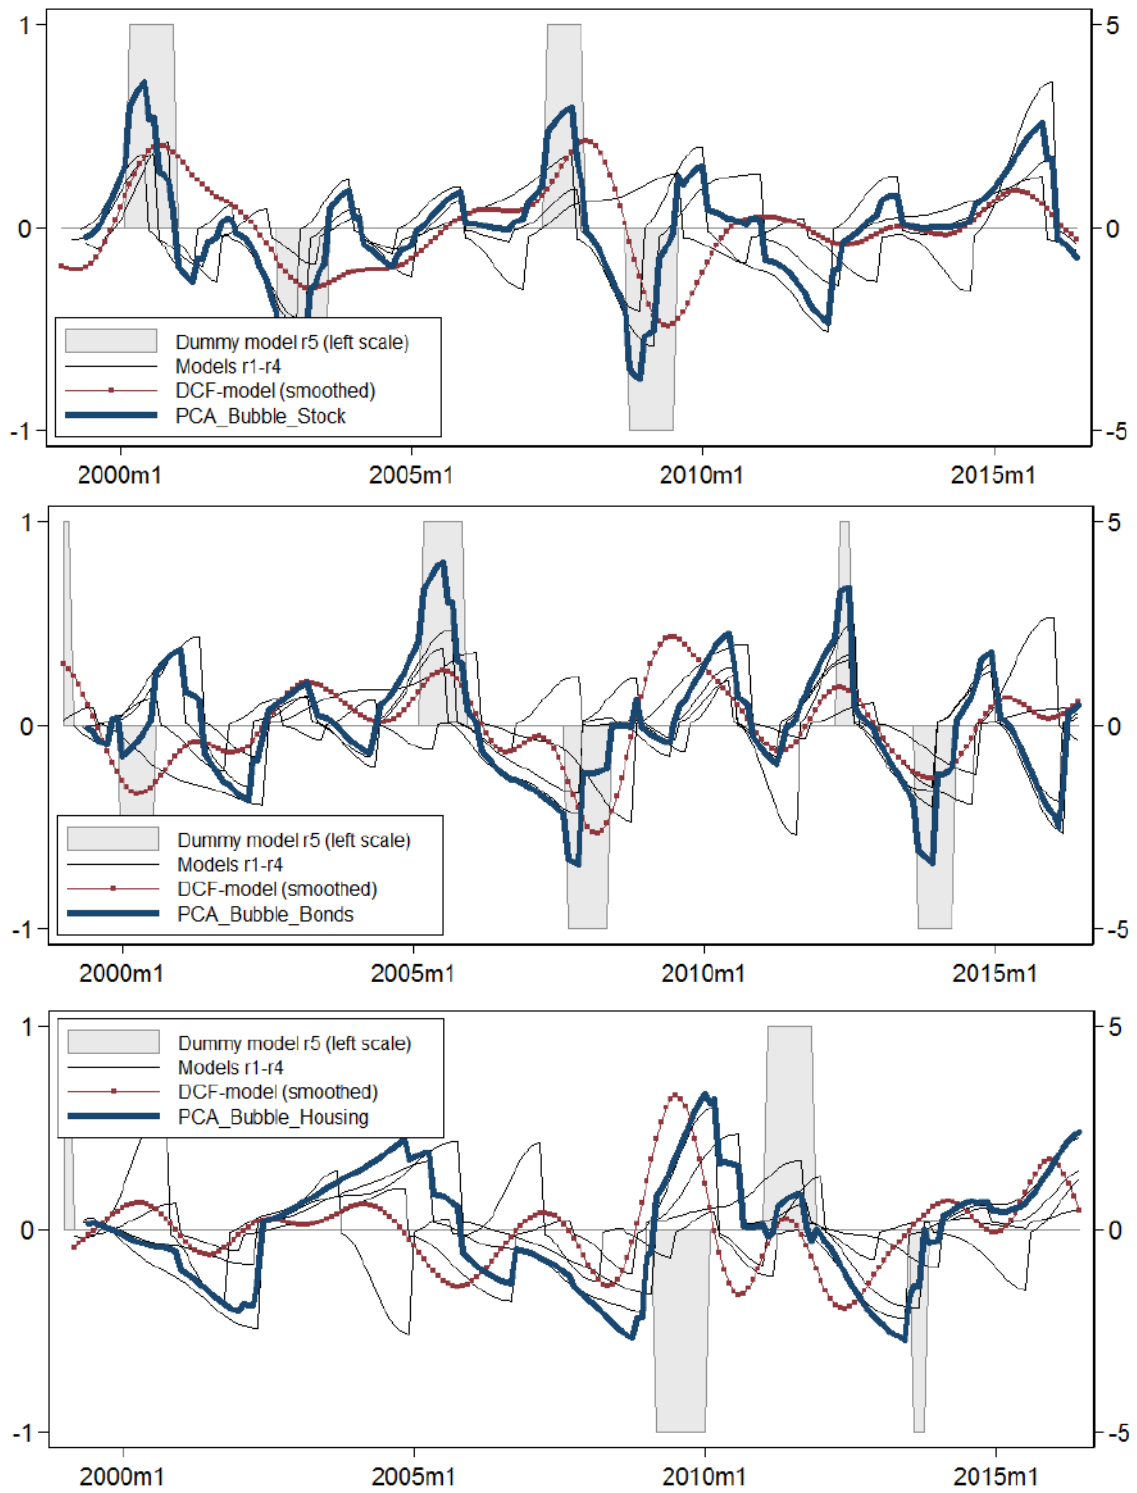 1
5
0
0
-1
-5
Dummy model r5 (left scale)
Models r1-r4
DCF-model (smoothed)
PCA_Bubble_Stock
2000m1
2005m1
2010m1
2015m1
1
5
0
0
-1
-5
Dummy model r5 (left scale)
Models r1-r4
DCF-model (smoothed)
PCA_Bubble_Bonds
2000m1
2005m1
2010m1
2015m1
1
5
Dummy model r5 (left scale)
Models r1-r4
DCF-model (smoothed)
PCA_Bubble_Housing
0
0
-1
-5
2000m1
2005m1
2010m1
2015m1